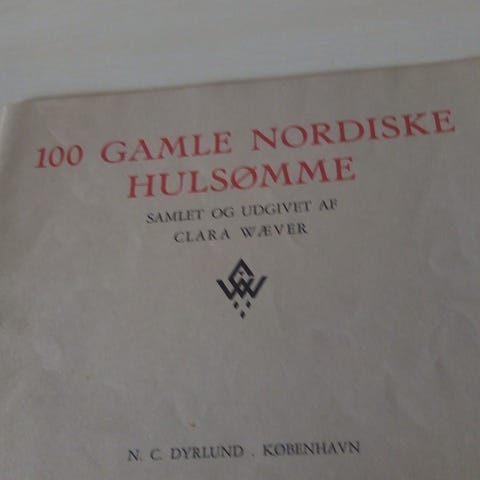 100 GAMLE NORDISKE
HULSØMME
SAMLET OG UDGIVET AF
CLARA WÆVER
N. C. DYRLUND . KØBENHAVN